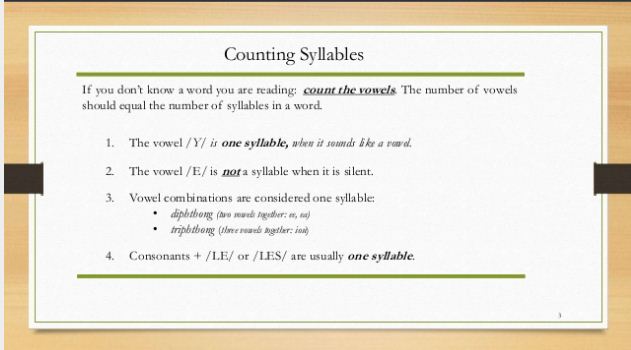 Counting Syllables
If you don't know a word you are reading: count the vowels. The number of vowels
should equal the number of syllables in a word.
1. The vowel /Y/ is one syllable, when it sounds like a vowel.
2. The vowel /E/ is not a syllable when it is silent.
3. Vowel combinations are considered one syllable:
• diphthong (two vowels together: ee, ea)
• triphthong (three vowels together: iou)
4. Consonants + /LE/ or /LES/ are usually one syllable.
3